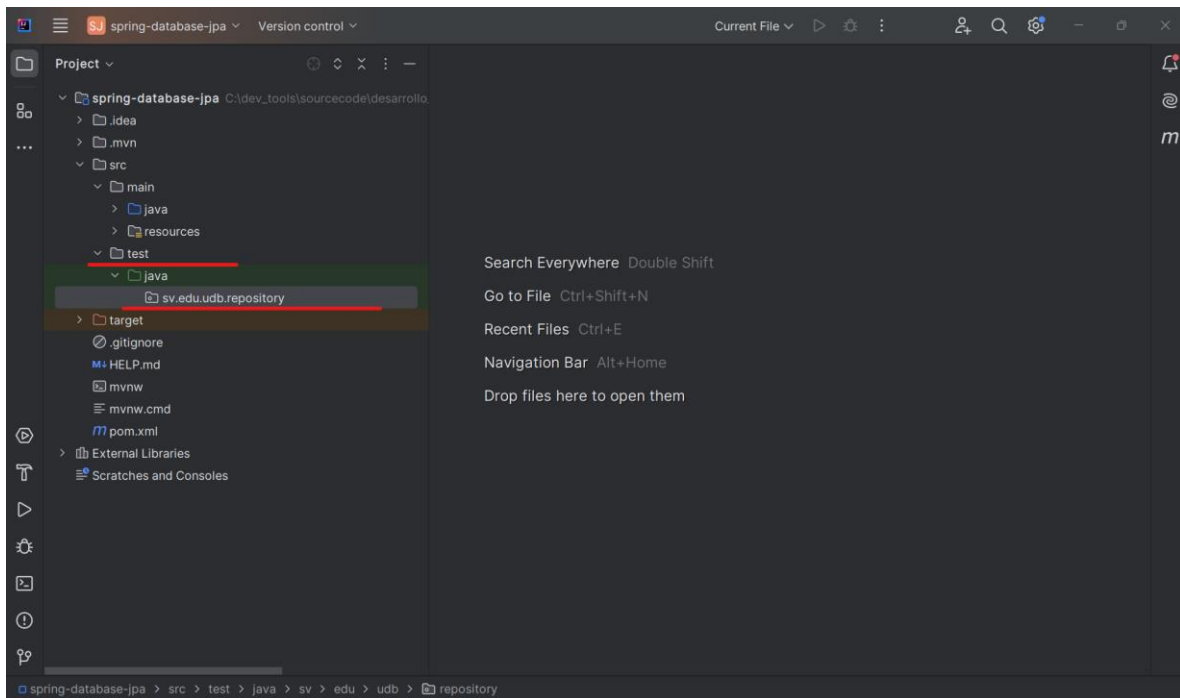 SJ spring-database-jpa Version control Current File
Project
spring-database-jpa C:\dev_tools\sourcecode\desarrollo_
.idea
.mvn
src
main
java
resources
test
java
sv.edu.udb.repository
target
.gitignore
M↓ HELP.md
mvnw
mvnw.cmd
m pom.xml
External Libraries
Scratches and Consoles
Search Everywhere Double Shift
Go to File Ctrl+Shift+N
Recent Files Ctrl+E
Navigation Bar Alt+Home
Drop files here to open them
m
spring-database-jpa > src > test > java > sv > edu > udb > repository